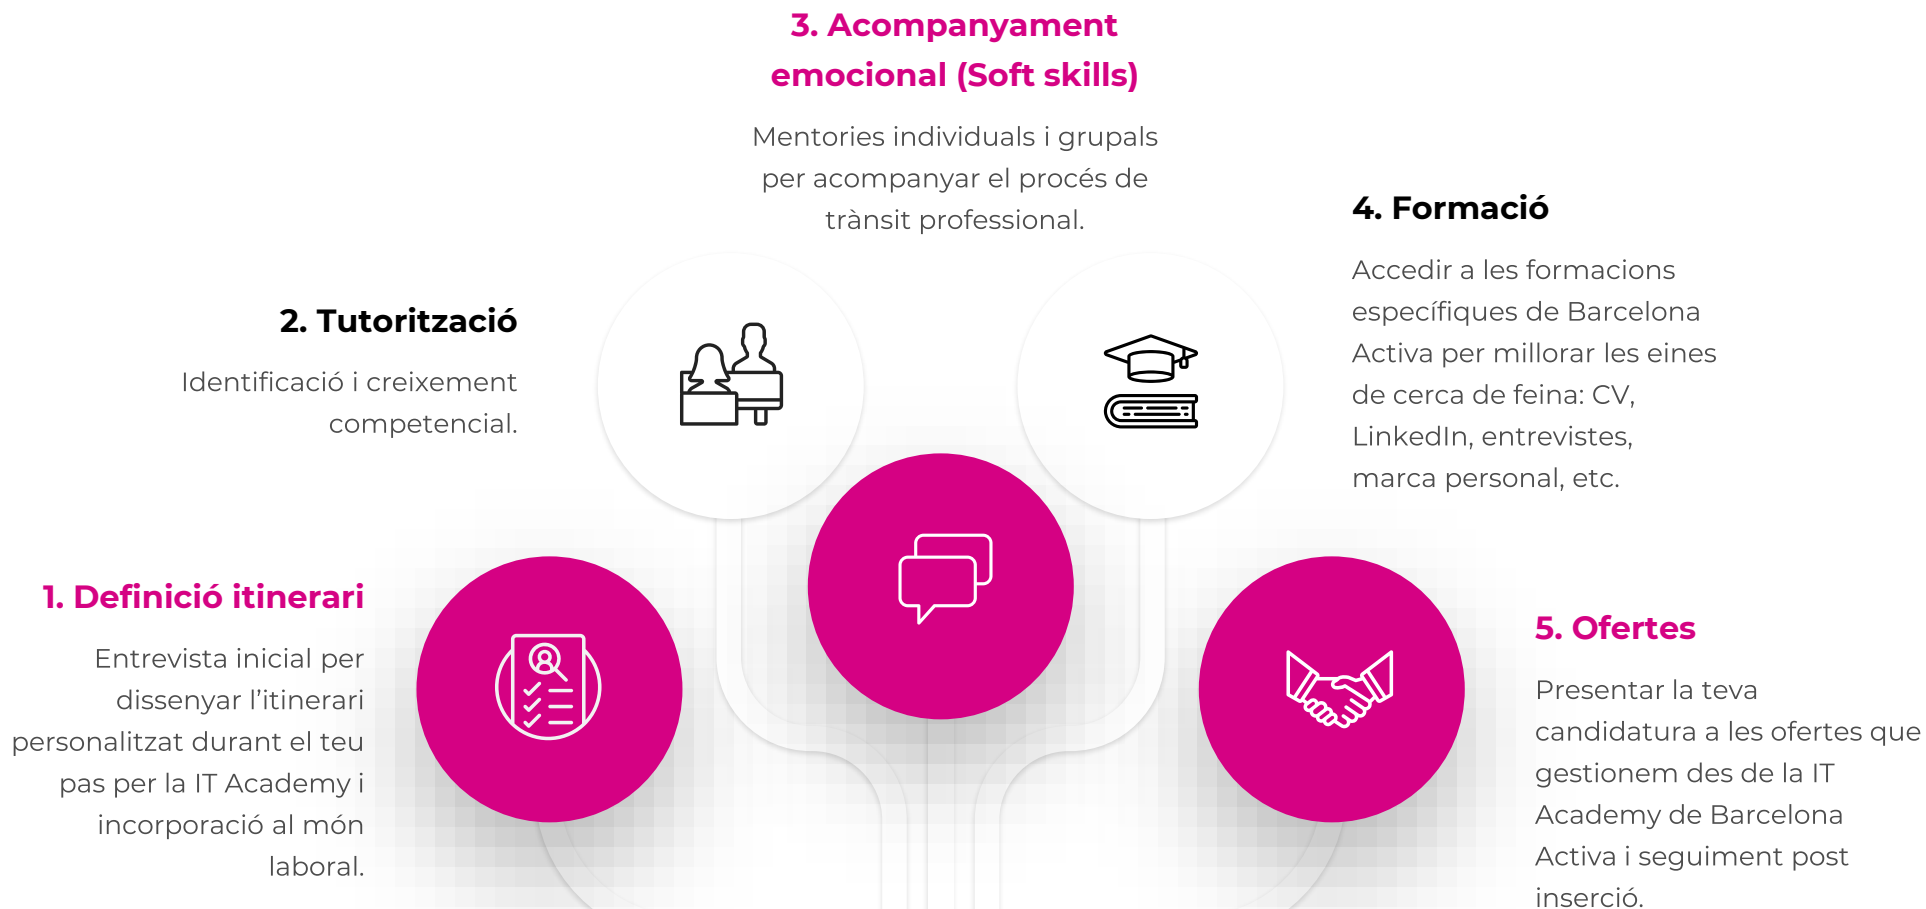 3. Acompanyament
emocional (Soft skills)
Mentories individuals i grupals
per acompanyar el procés de
trànsit professional.
4. Formació
Accedir a les formacions
específiques de Barcelona
Activa per millorar les eines
de cerca de feina: CV,
LinkedIn, entrevistes,
marca personal, etc.
2. Tutorització
Identificació i creixement
competencial.
1. Definició itinerari
Entrevista inicial per
dissenyar l’itinerari
personalitzat durant el teu
pas per la IT Academy i
incorporació al món
laboral.
5. Ofertes
Presentar la teva
candidatura a les ofertes que
gestionem des de la IT
Academy de Barcelona
Activa i seguiment post
inserció.